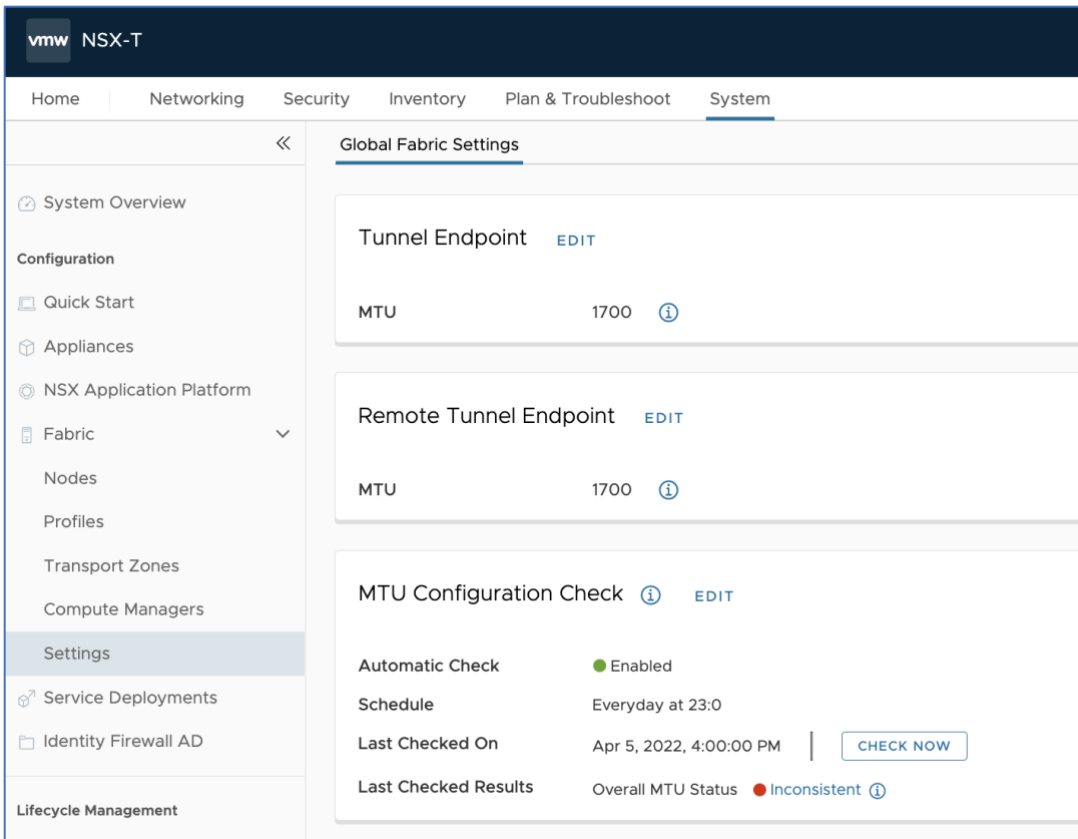 vmw NSX-T
Home Networking Security Inventory Plan & Troubleshoot System
System Overview
Configuration
Quick Start
Appliances
NSX Application Platform
Fabric
Nodes
Profiles
Transport Zones
Compute Managers
Settings
Service Deployments
Identity Firewall AD
Lifecycle Management
Global Fabric Settings
Tunnel Endpoint EDIT
MTU 1700
Remote Tunnel Endpoint EDIT
MTU 1700
MTU Configuration Check EDIT
Automatic Check Enabled
Schedule Everyday at 23:0
Last Checked On Apr 5, 2022, 4:00:00 PM CHECK NOW
Last Checked Results Overall MTU Status Inconsistent